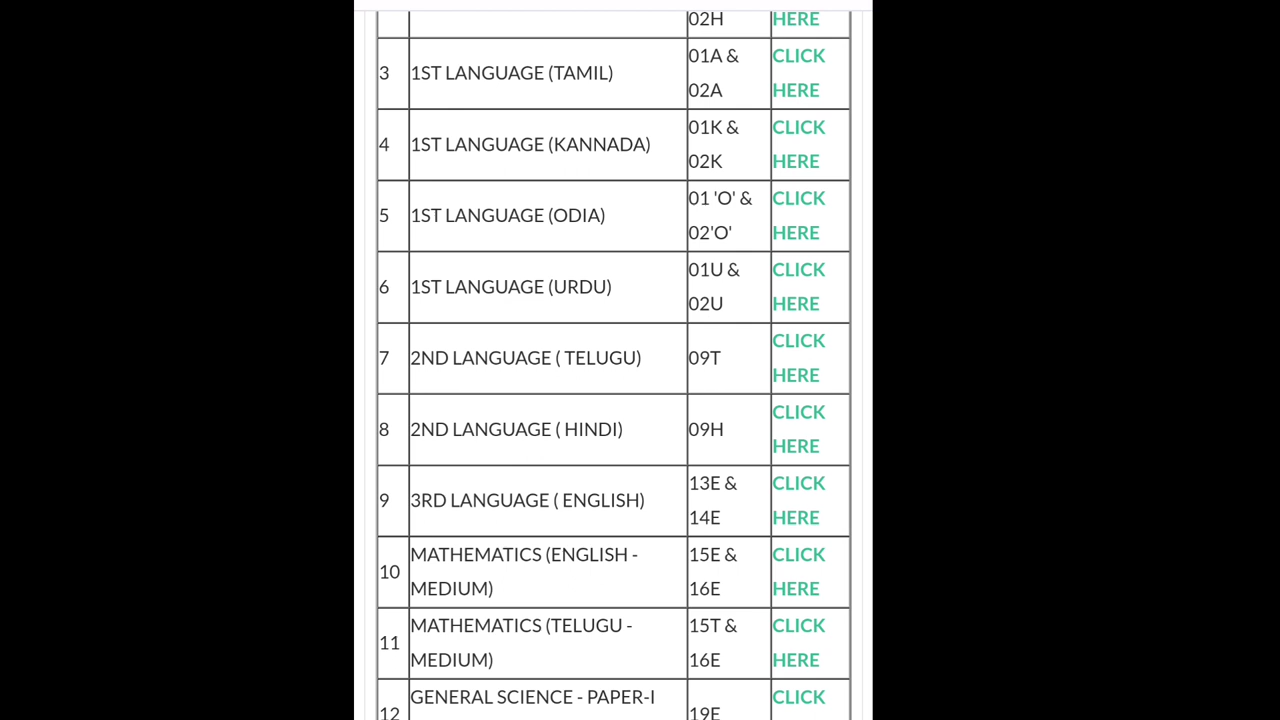 02H HERE
3 1ST LANGUAGE (TAMIL) 01A & CLICK
02A HERE
4 1ST LANGUAGE (KANNADA) 01K & CLICK
02K HERE
5 1ST LANGUAGE (ODIA) 01 'O' & CLICK
02'O' HERE
6 1ST LANGUAGE (URDU) 01U & CLICK
02U HERE
7 2ND LANGUAGE ( TELUGU) 09T CLICK
HERE
8 2ND LANGUAGE ( HINDI) 09H CLICK
HERE
9 3RD LANGUAGE ( ENGLISH) 13E & CLICK
14E HERE
10 MATHEMATICS (ENGLISH - 15E & CLICK
MEDIUM) 16E HERE
11 MATHEMATICS (TELUGU - 15T & CLICK
MEDIUM) 16E HERE
12 GENERAL SCIENCE - PAPER-I 19E CLICK